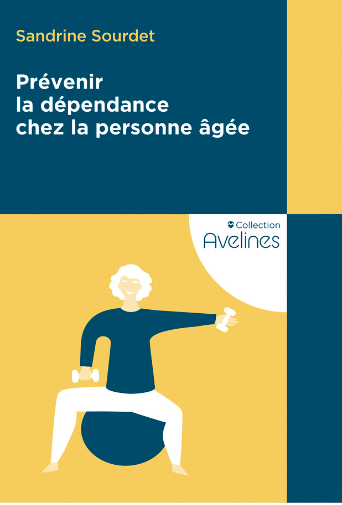 Sandrine Sourdet
Prévenir
la dépendance
chez la personne âgée
Collection
Avelines